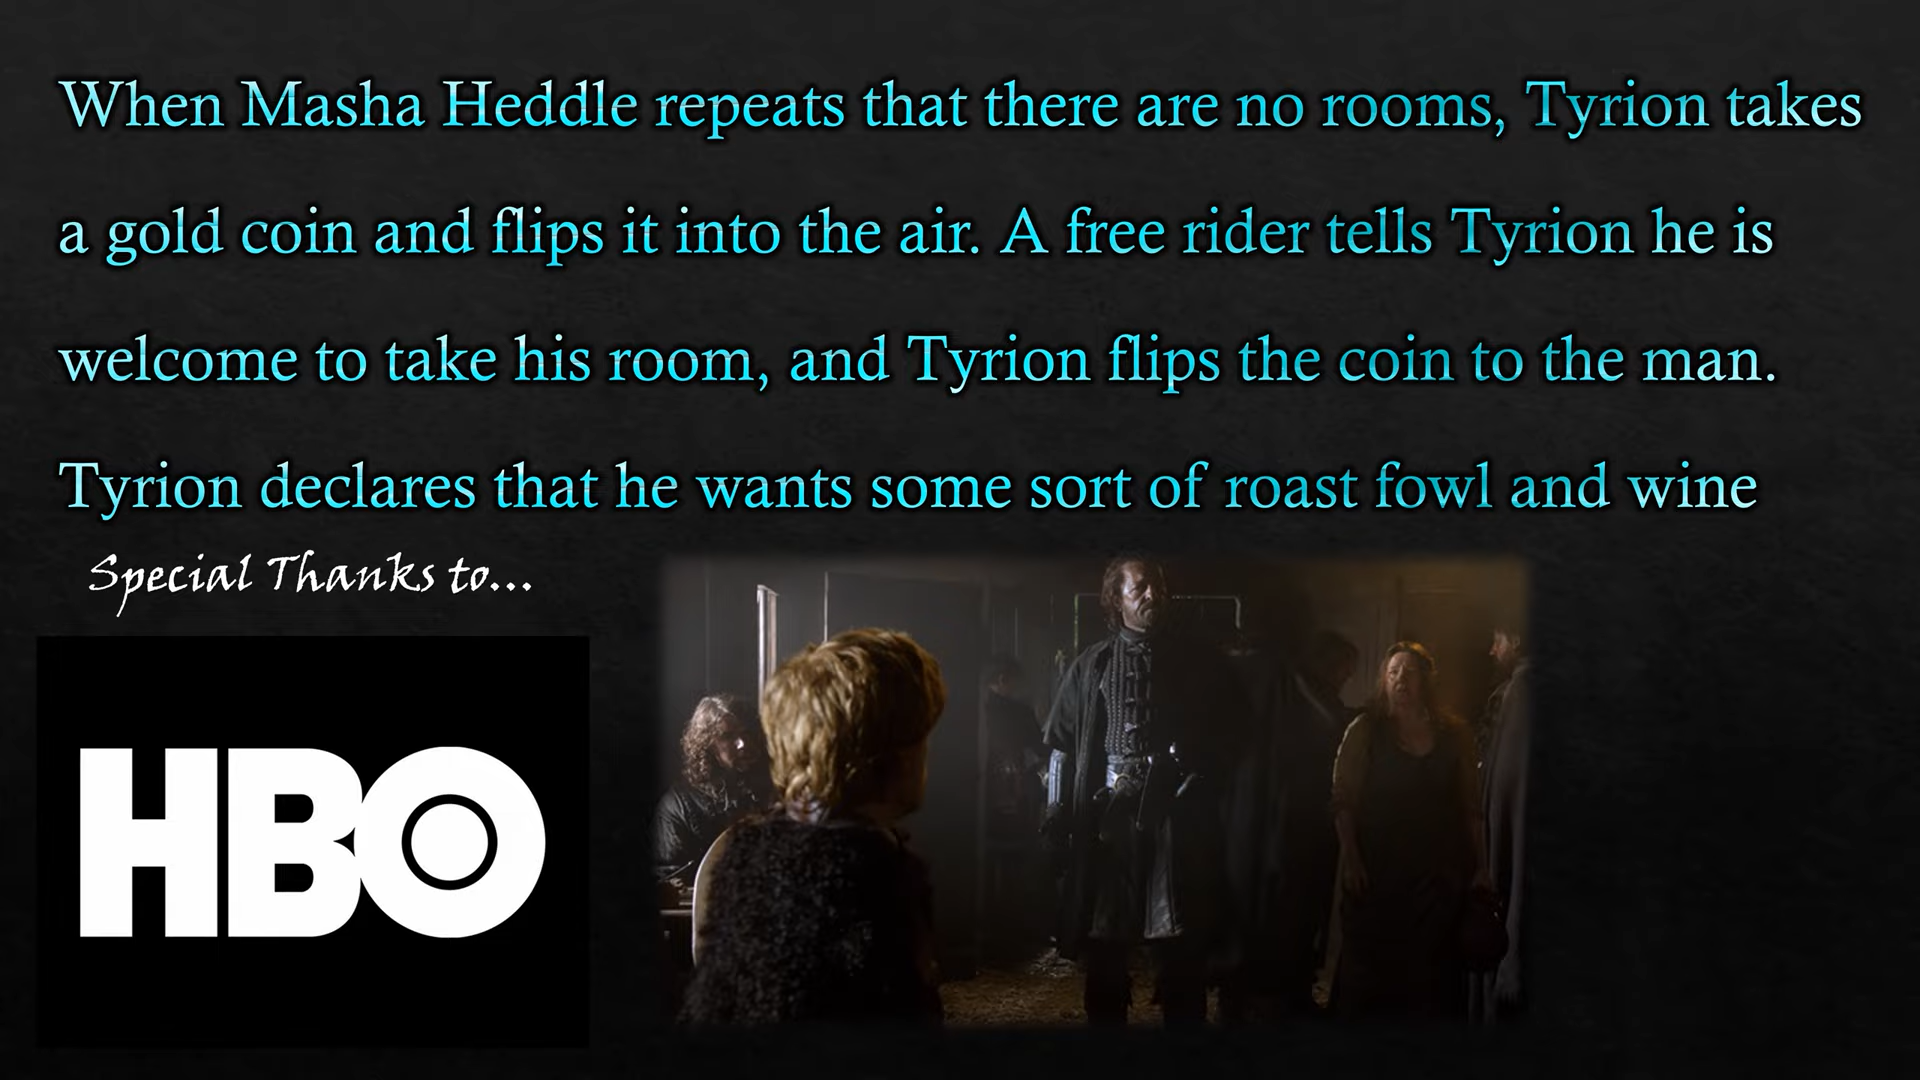 When Masha Heddle repeats that there are no rooms, Tyrion takes
a gold coin and flips it into the air. A free rider tells Tyrion he is
welcome to take his room, and Tyrion flips the coin to the man.
Tyrion declares that he wants some sort of roast fowl and wine
Special Thanks to...
HBO